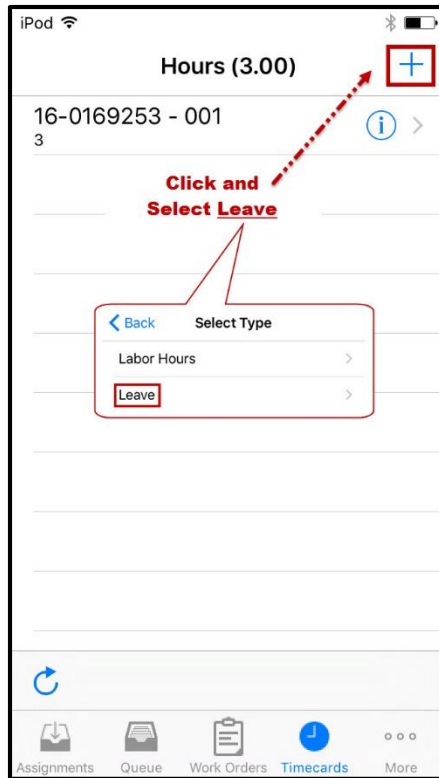 iPod
Hours (3.00)
16-0169253 - 001
3
Click and
Select Leave
Back Select Type
Labor Hours
Leave
Assignments Queue Work Orders Timecards More